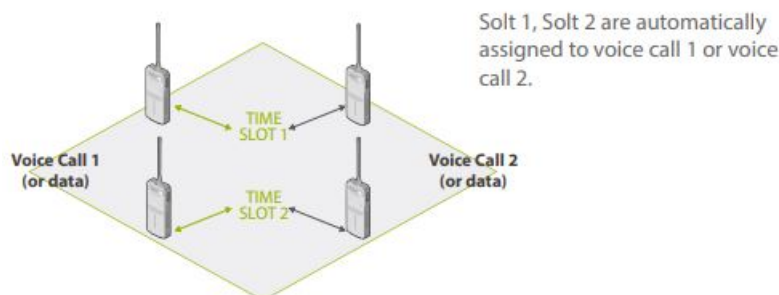 Solt 1, Solt 2 are automatically
assigned to voice call 1 or voice
call 2.
TIME
SLOT 1
Voice Call 1
(or data)
Voice Call 2
(or data)
TIME
SLOT 2